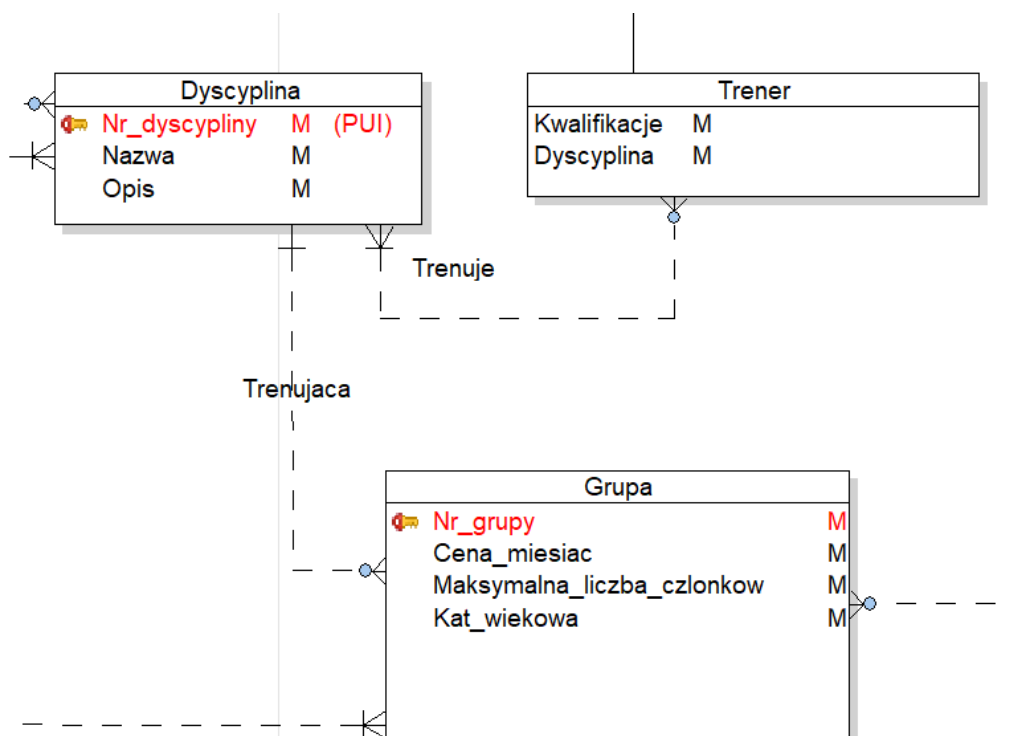 Dyscyplina
Nr_dyscypliny M (PUI)
Nazwa M
Opis M
Trener
Kwalifikacje M
Dyscyplina M
Trenuje
Trenujaca
Grupa
Nr_grupy M
Cena_miesiac M
Maksymalna_liczba_czlonkow M
Kat_wiekowa M